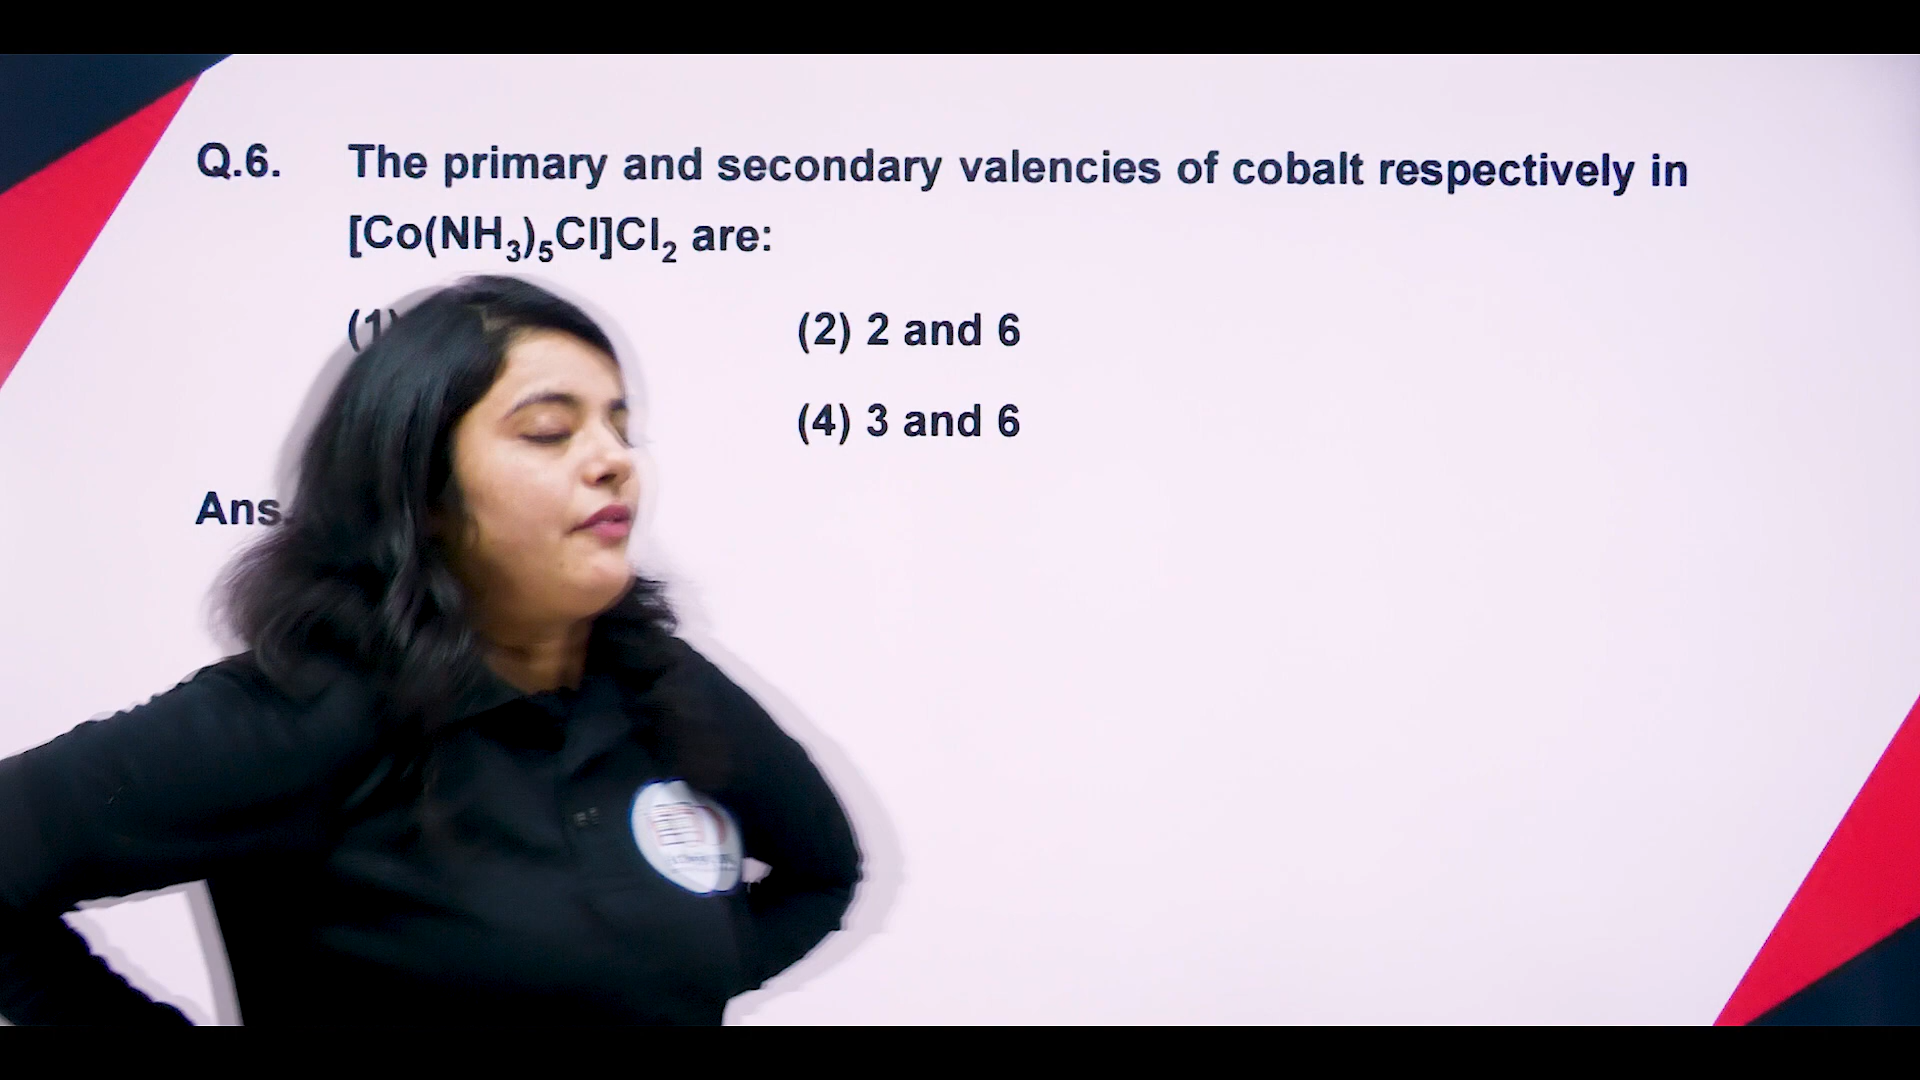 Q.6. The primary and secondary valencies of cobalt respectively in
[Co(NH₃)₅Cl]Cl₂ are:
(1) (2) 2 and 6
(4) 3 and 6
Ans.